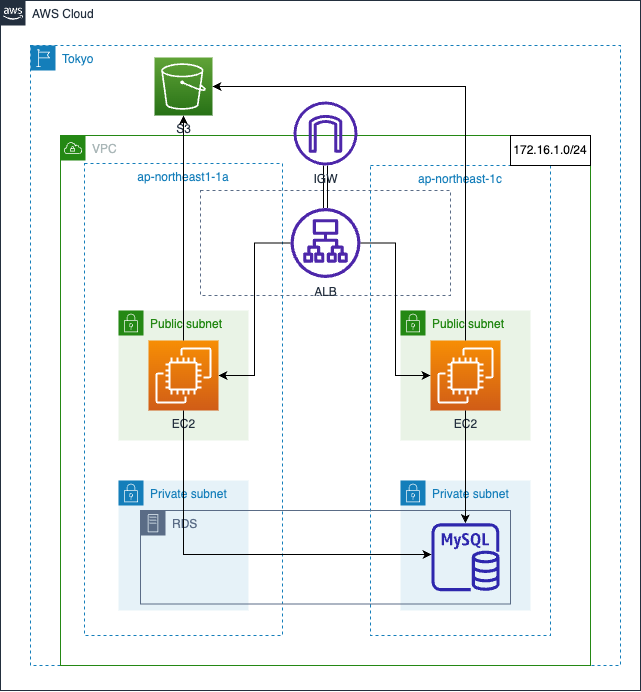 aws
AWS Cloud
Tokyo
S3
VPC
172.16.1.0/24
ap-northeast1-1a
IGW
ap-northeast-1c
ALB
Public subnet
Public subnet
EC2
EC2
Private subnet
Private subnet
RDS
MySQL